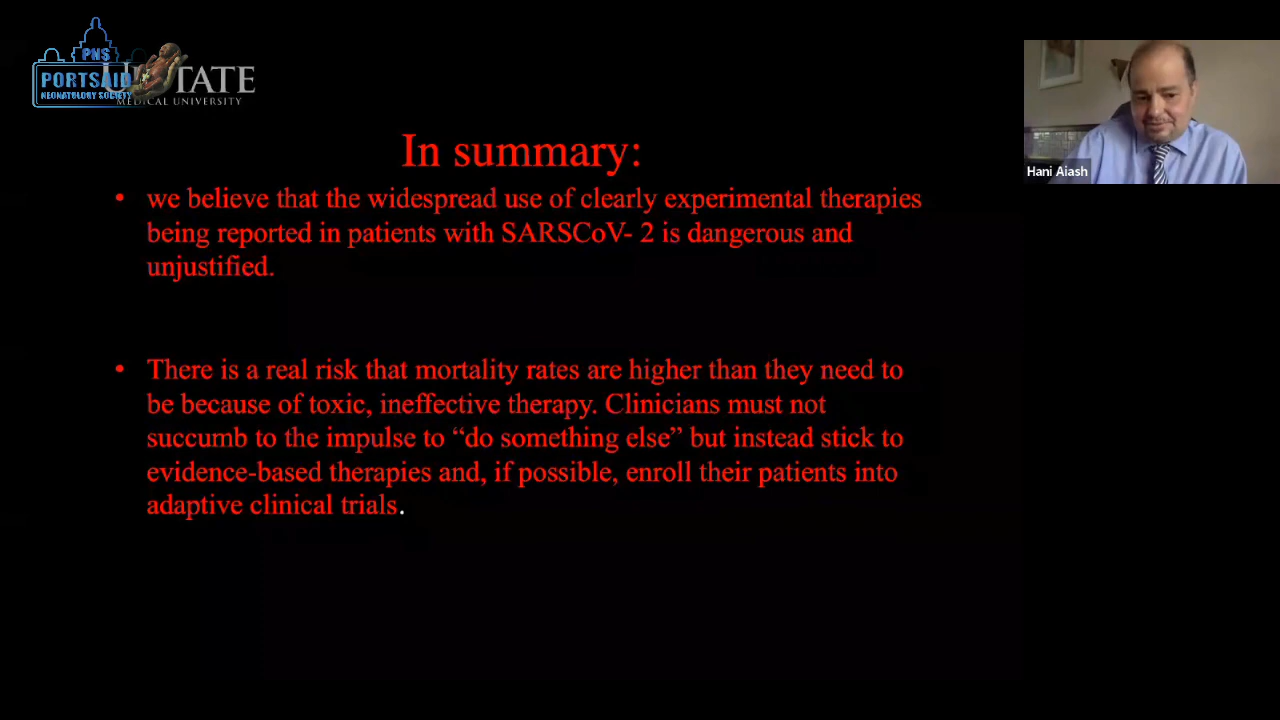 PNS
PORTSAID
NEONATOLOGY SOCIETY
TATE
MEDICAL UNIVERSITY
Hani Aiash
In summary:
• we believe that the widespread use of clearly experimental therapies
being reported in patients with SARSCoV- 2 is dangerous and
unjustified.
• There is a real risk that mortality rates are higher than they need to
be because of toxic, ineffective therapy. Clinicians must not
succumb to the impulse to “do something else” but instead stick to
evidence-based therapies and, if possible, enroll their patients into
adaptive clinical trials.